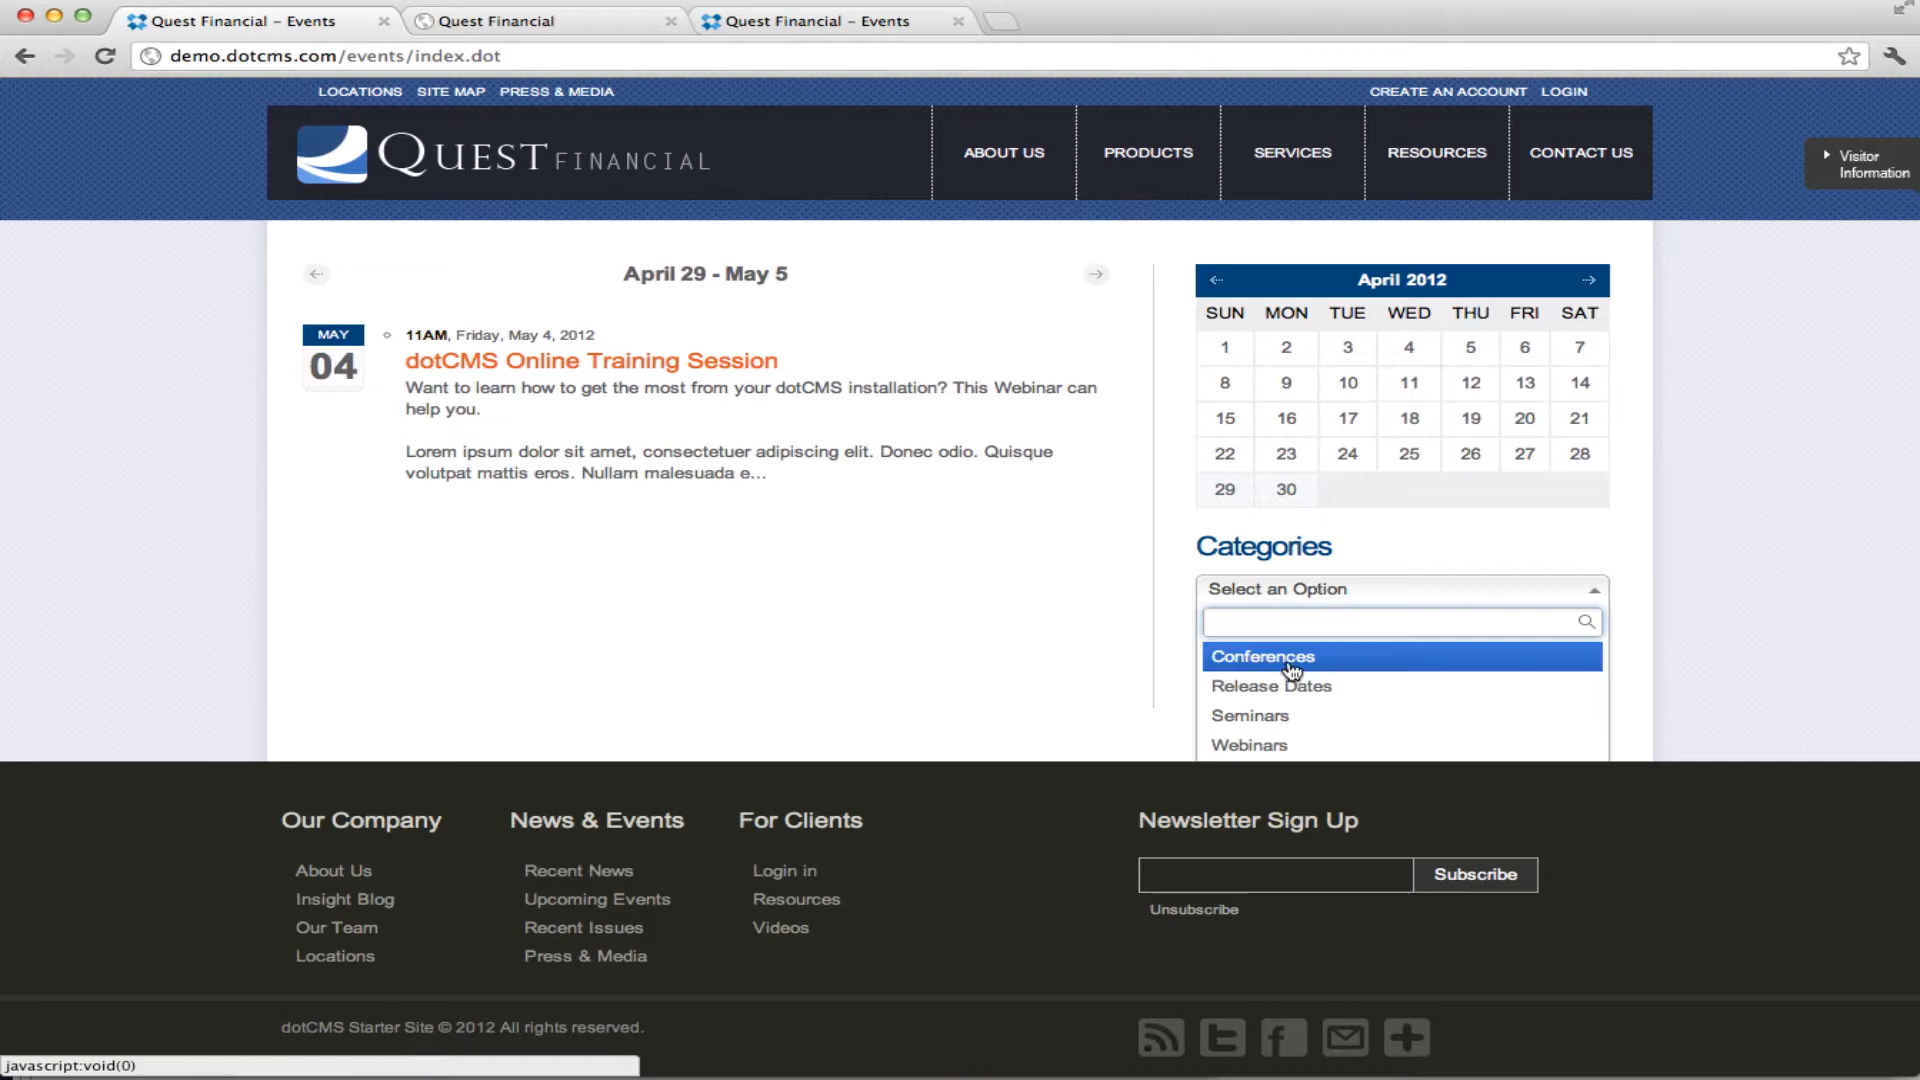 Quest Financial – Events
Quest Financial
Quest Financial – Events
demo.dotcms.com/events/index.dot
LOCATIONS SITE MAP PRESS & MEDIA
CREATE AN ACCOUNT LOGIN
QUEST FINANCIAL
ABOUT US
PRODUCTS
SERVICES
RESOURCES
CONTACT US
Visitor
Information
April 29 - May 5
MAY
04
11AM, Friday, May 4, 2012
dotCMS Online Training Session
Want to learn how to get the most from your dotCMS installation? This Webinar can
help you.
Lorem ipsum dolor sit amet, consectetuer adipiscing elit. Donec odio. Quisque
volutpat mattis eros. Nullam malesuada e...
April 2012
SUN MON TUE WED THU FRI SAT
1 2 3 4 5 6 7
8 9 10 11 12 13 14
15 16 17 18 19 20 21
22 23 24 25 26 27 28
29 30
Categories
Select an Option
Conferences
Release Dates
Seminars
Webinars
Our Company
About Us
Insight Blog
Our Team
Locations
News & Events
Recent News
Upcoming Events
Recent Issues
Press & Media
For Clients
Login in
Resources
Videos
Newsletter Sign Up
Subscribe
Unsubscribe
dotCMS Starter Site © 2012 All rights reserved.
javascript:void(0)